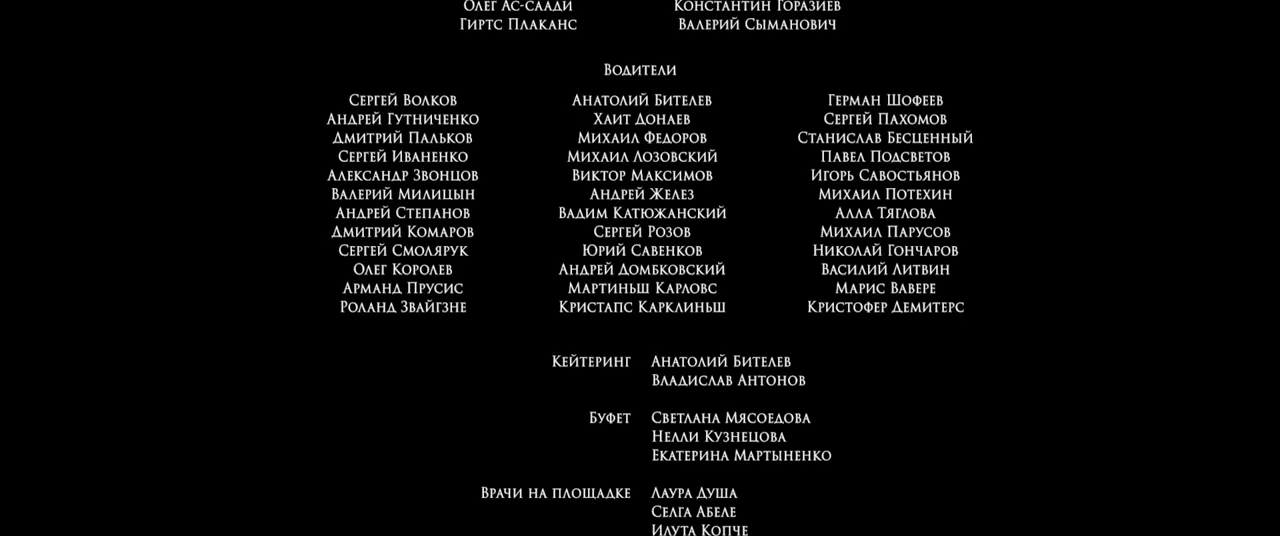 Олег Ас-саади Константин Горазиев
Гиртс Плаканс Валерий Сыманович
Водители
Сергей Волков Анатолий Бителев Герман Шофеев
Андрей Гутниченко Хаит Донаев Сергей Пахомов
Дмитрий Пальков Михаил Федоров Станислав Бесценный
Сергей Иваненко Михаил Лозовский Павел Подсветов
Александр Звонцов Виктор Максимов Игорь Савостьянов
Валерий Милицын Андрей Желез Михаил Потехин
Андрей Степанов Вадим Катюжанский Алла Тяглова
Дмитрий Комаров Сергей Розов Михаил Парусов
Сергей Смолярук Юрий Савенков Николай Гончаров
Олег Королев Андрей Домбковский Василий Литвин
Арманд Прусис Мартиньш Карловс Марис Вавере
Роланд Звайгзне Кристапс Карклиньш Кристофер Демитерс
Кейтеринг Анатолий Бителев
Владислав Антонов
Буфет Светлана Мясоедова
Нелли Кузнецова
Екатерина Мартыненко
Врачи на площадке Лаура Душа
Селга Абеле
Илута Копче